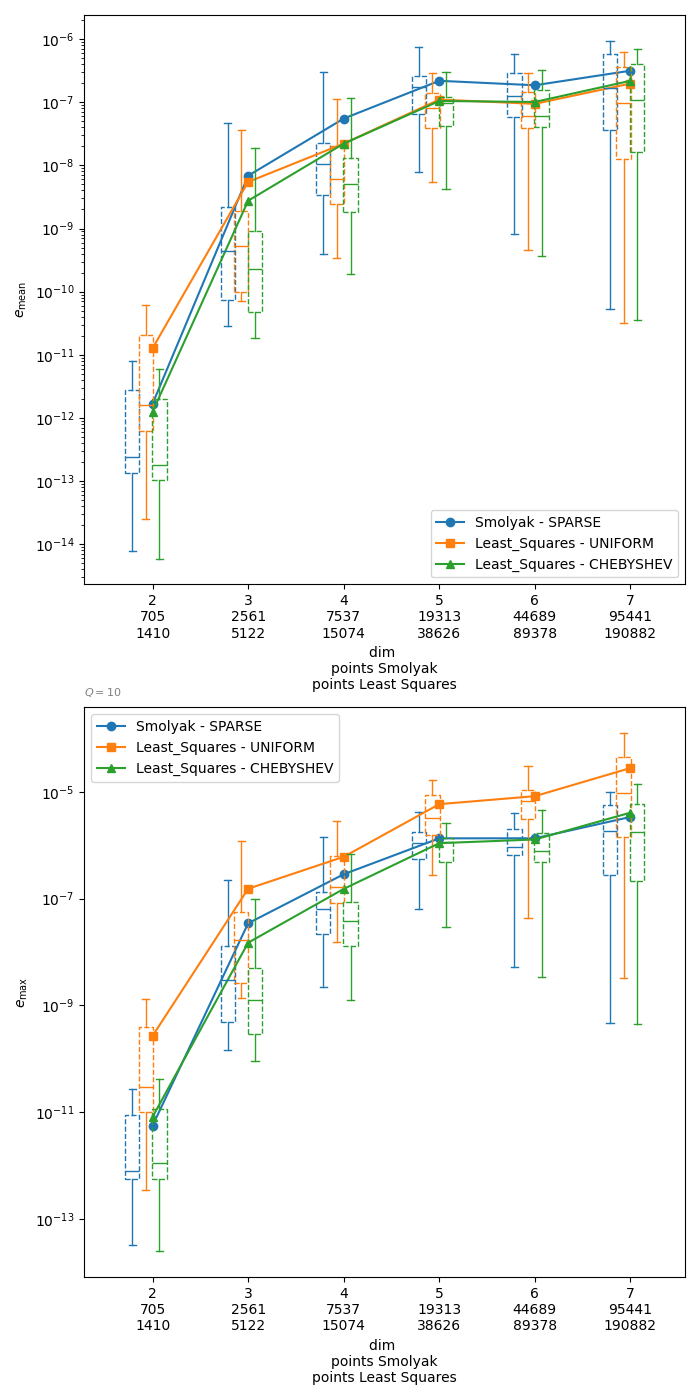 10⁻⁶
10⁻⁷
10⁻⁸
10⁻⁹
10⁻¹⁰
10⁻¹¹
10⁻¹²
10⁻¹³
10⁻¹⁴
e_mean
Smolyak - SPARSE
Least_Squares - UNIFORM
Least_Squares - CHEBYSHEV
2 3 4 5 6 7
705 2561 7537 19313 44689 95441
1410 5122 15074 38626 89378 190882
dim
points Smolyak
points Least Squares
Q = 10
Smolyak - SPARSE
Least_Squares - UNIFORM
Least_Squares - CHEBYSHEV
10⁻⁵
10⁻⁷
10⁻⁹
10⁻¹¹
10⁻¹³
e_max
2 3 4 5 6 7
705 2561 7537 19313 44689 95441
1410 5122 15074 38626 89378 190882
dim
points Smolyak
points Least Squares